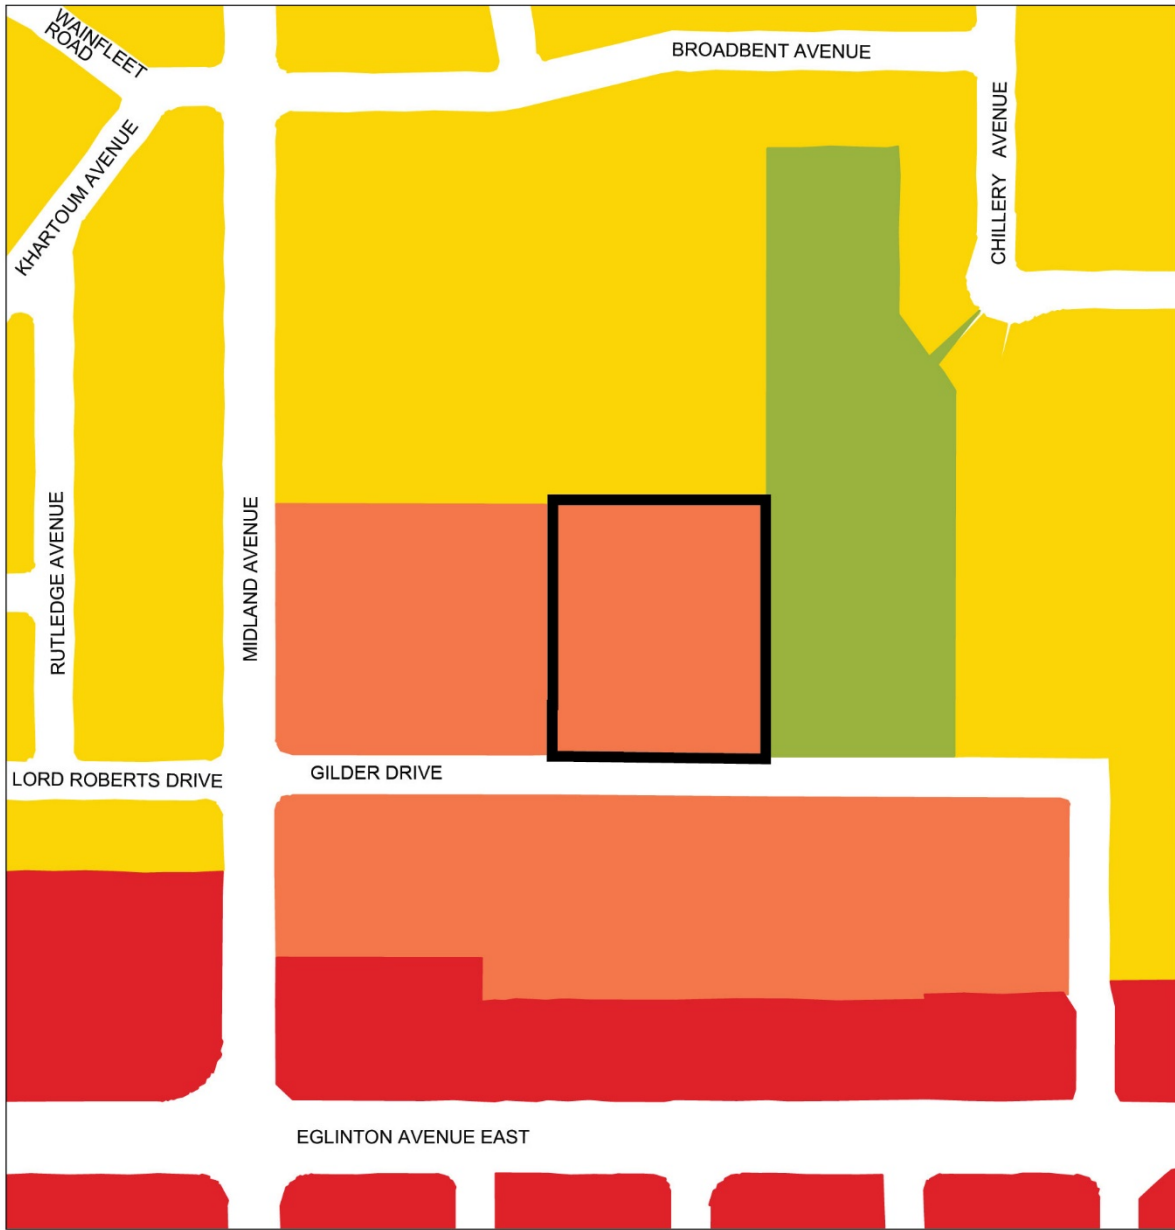 WAINFLEET
ROAD
BROADBENT AVENUE
KHARTOUM AVENUE
CHILLERY AVENUE
RUTLEDGE AVENUE
MIDLAND AVENUE
LORD ROBERTS DRIVE
GILDER DRIVE
EGLINTON AVENUE EAST